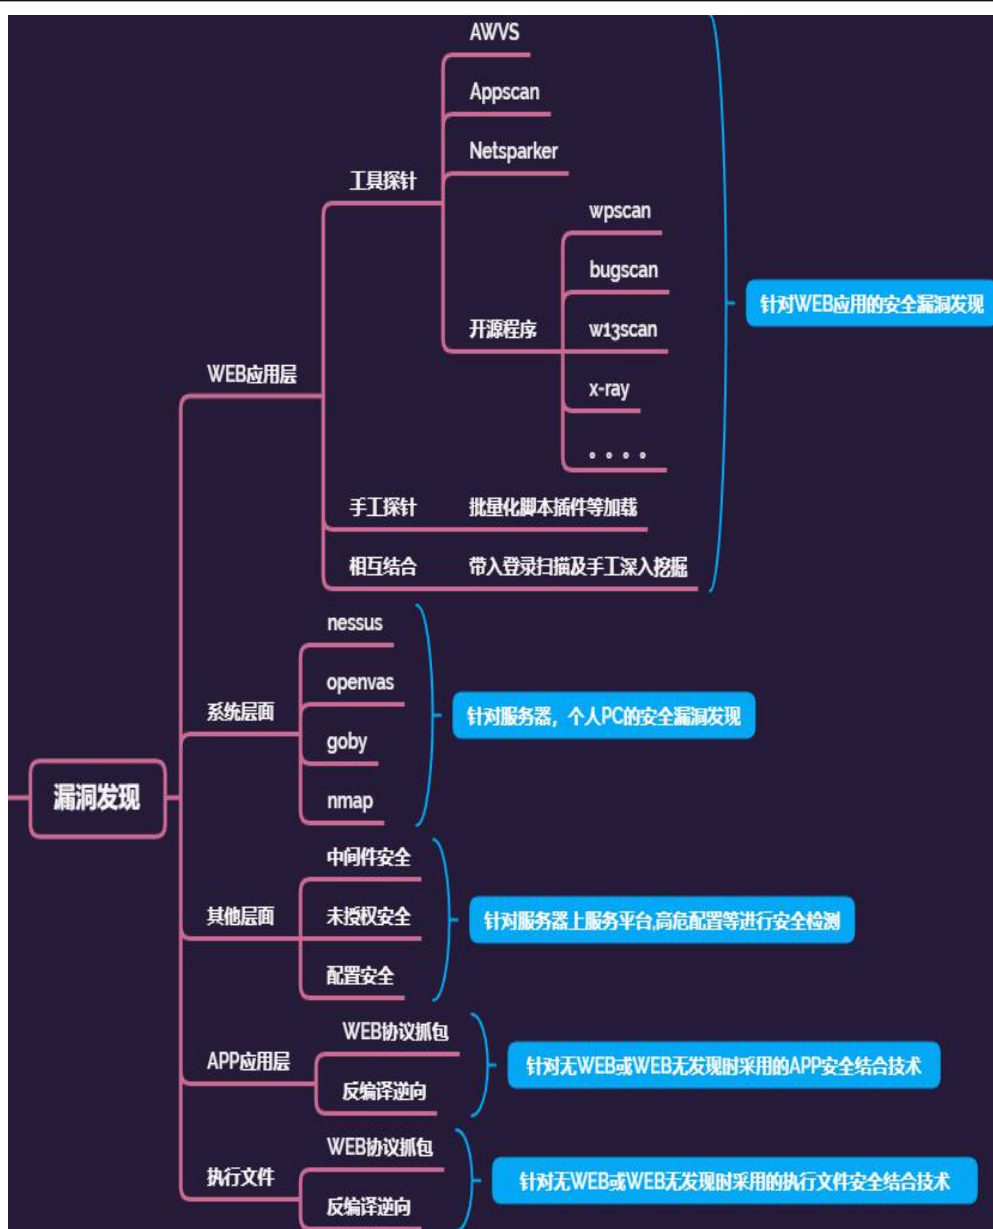 AWVS
Appscan
Netsparker
工具探针
wpscan
bugscan
开源程序
w13scan
x-ray
。。。。
针对WEB应用的安全漏洞发现
WEB应用层
手工探针
批量化脚本插件等加载
相互结合
带入登录扫描及手工深入挖掘
nessus
openvas
系统层面
goby
nmap
针对服务器，个人PC的安全漏洞发现
漏洞发现
中间件安全
其他层面
未授权安全
配置安全
针对服务器上服务平台,高危配置等进行安全检测
WEB协议抓包
APP应用层
反编译逆向
针对无WEB或WEB无发现时采用的APP安全结合技术
WEB协议抓包
执行文件
反编译逆向
针对无WEB或WEB无发现时采用的执行文件安全结合技术